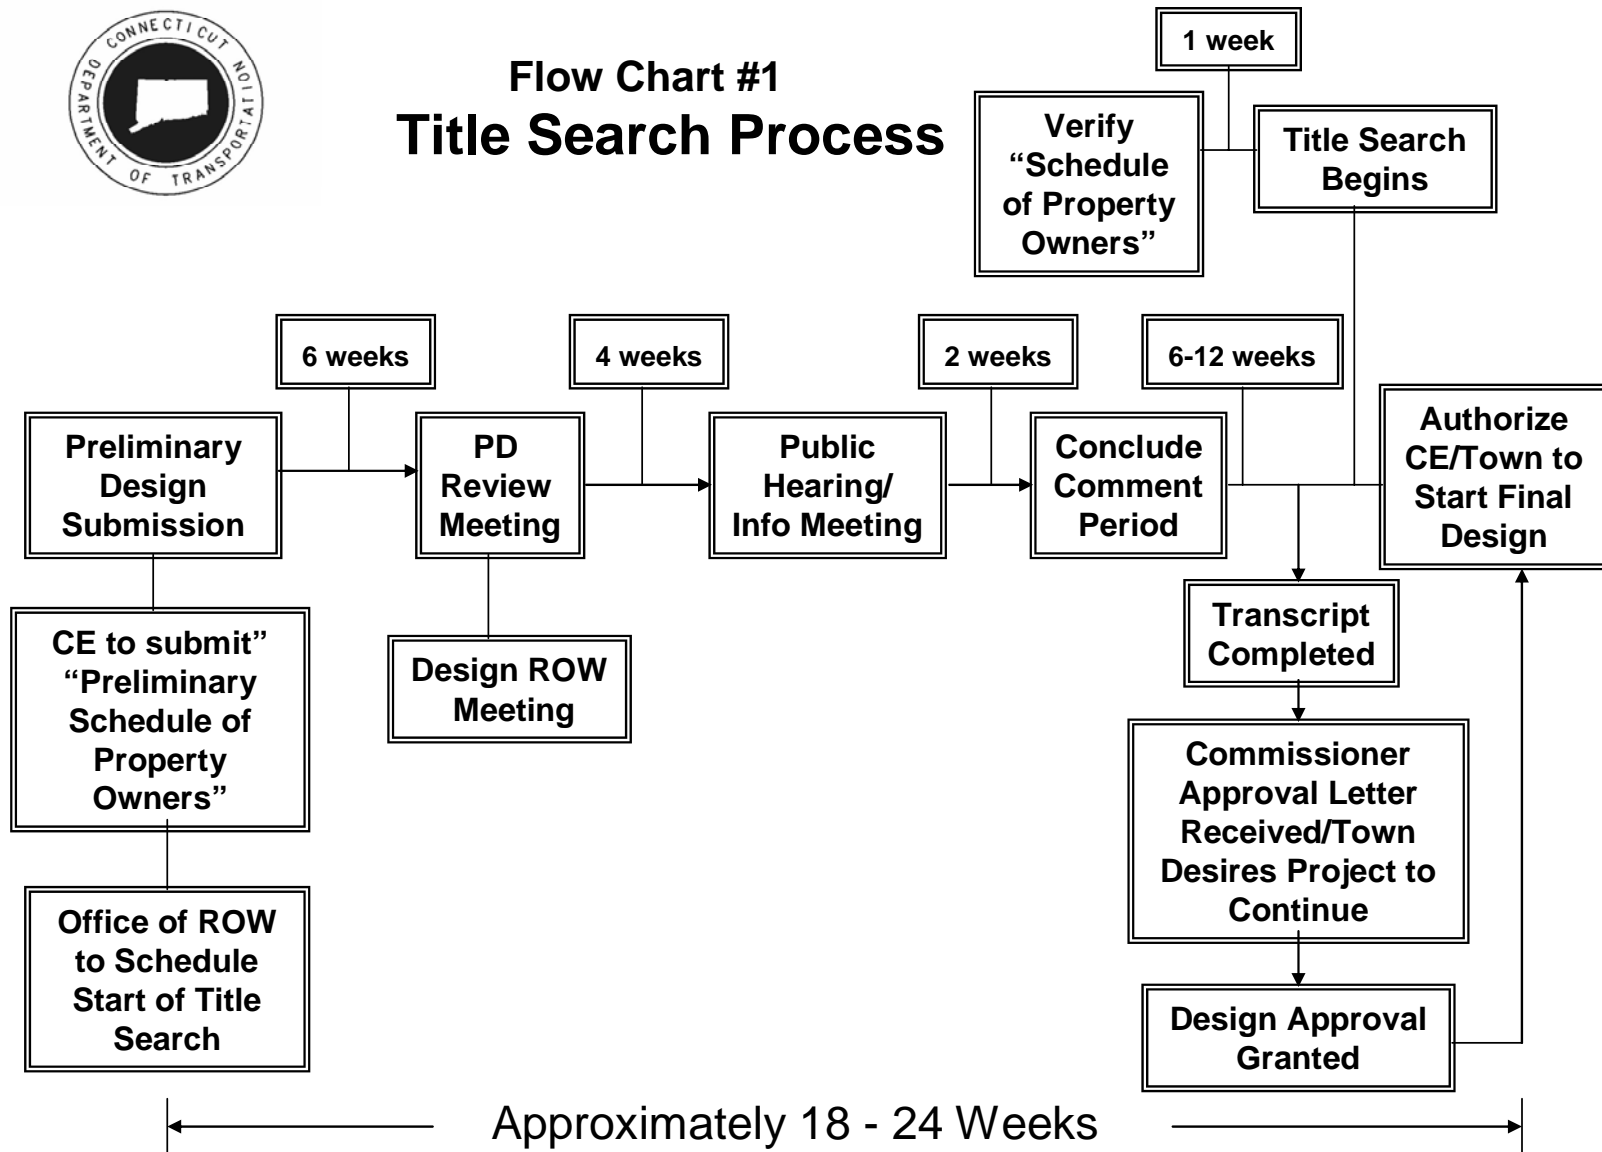 CONNECTICUT
DEPARTMENT OF TRANSPORTATION
Flow Chart #1
Title Search Process
1 week
Verify
“Schedule
of Property
Owners”
Title Search
Begins
6 weeks
4 weeks
2 weeks
6-12 weeks
Preliminary
Design
Submission
PD
Review
Meeting
Public
Hearing/
Info Meeting
Conclude
Comment
Period
Authorize
CE/Town to
Start Final
Design
CE to submit”
“Preliminary
Schedule of
Property
Owners”
Design ROW
Meeting
Transcript
Completed
Commissioner
Approval Letter
Received/Town
Desires Project to
Continue
Office of ROW
to Schedule
Start of Title
Search
Design Approval
Granted
Approximately 18 - 24 Weeks